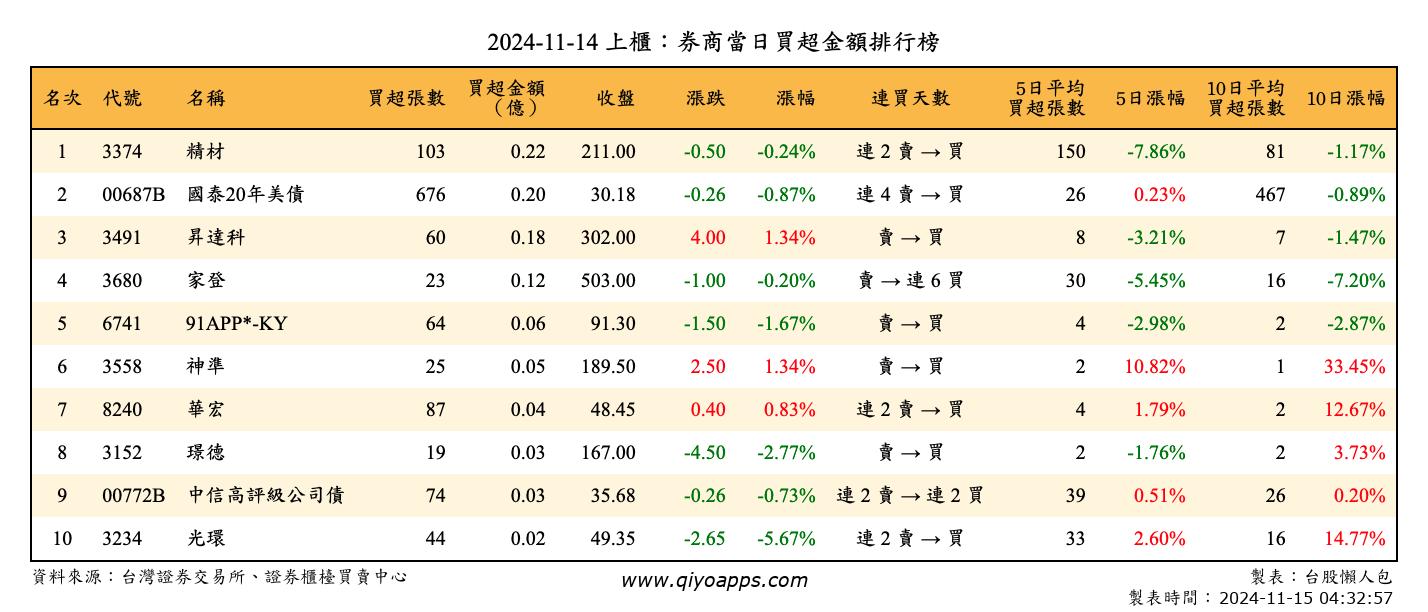 2024-11-14 上櫃：券商當日買超金額排行榜
名次 代號 名稱 買超張數 買超金額（億） 收盤 漲跌 漲幅 連買天數 5日平均買超張數 5日漲幅 10日平均買超張數 10日漲幅
1 3374 精材 103 0.22 211.00 -0.50 -0.24% 連 2 賣 → 買 150 -7.86% 81 -1.17%
2 00687B 國泰20年美債 676 0.20 30.18 -0.26 -0.87% 連 4 賣 → 買 26 0.23% 467 -0.89%
3 3491 昇達科 60 0.18 302.00 4.00 1.34% 賣 → 買 8 -3.21% 7 -1.47%
4 3680 家登 23 0.12 503.00 -1.00 -0.20% 賣 → 連 6 買 30 -5.45% 16 -7.20%
5 6741 91APP*-KY 64 0.06 91.30 -1.50 -1.67% 賣 → 買 4 -2.98% 2 -2.87%
6 3558 神準 25 0.05 189.50 2.50 1.34% 賣 → 買 2 10.82% 1 33.45%
7 8240 華宏 87 0.04 48.45 0.40 0.83% 連 2 賣 → 買 4 1.79% 2 12.67%
8 3152 璟德 19 0.03 167.00 -4.50 -2.77% 賣 → 買 2 -1.76% 2 3.73%
9 00772B 中信高評級公司債 74 0.03 35.68 -0.26 -0.73% 連 2 賣 → 連 2 買 39 0.51% 26 0.20%
10 3234 光環 44 0.02 49.35 -2.65 -5.67% 連 2 賣 → 買 33 2.60% 16 14.77%
資料來源：台灣證券交易所、證券櫃檯買賣中心 www.qiyoapps.com 製表：台股懶人包
製表時間：2024-11-15 04:32:57